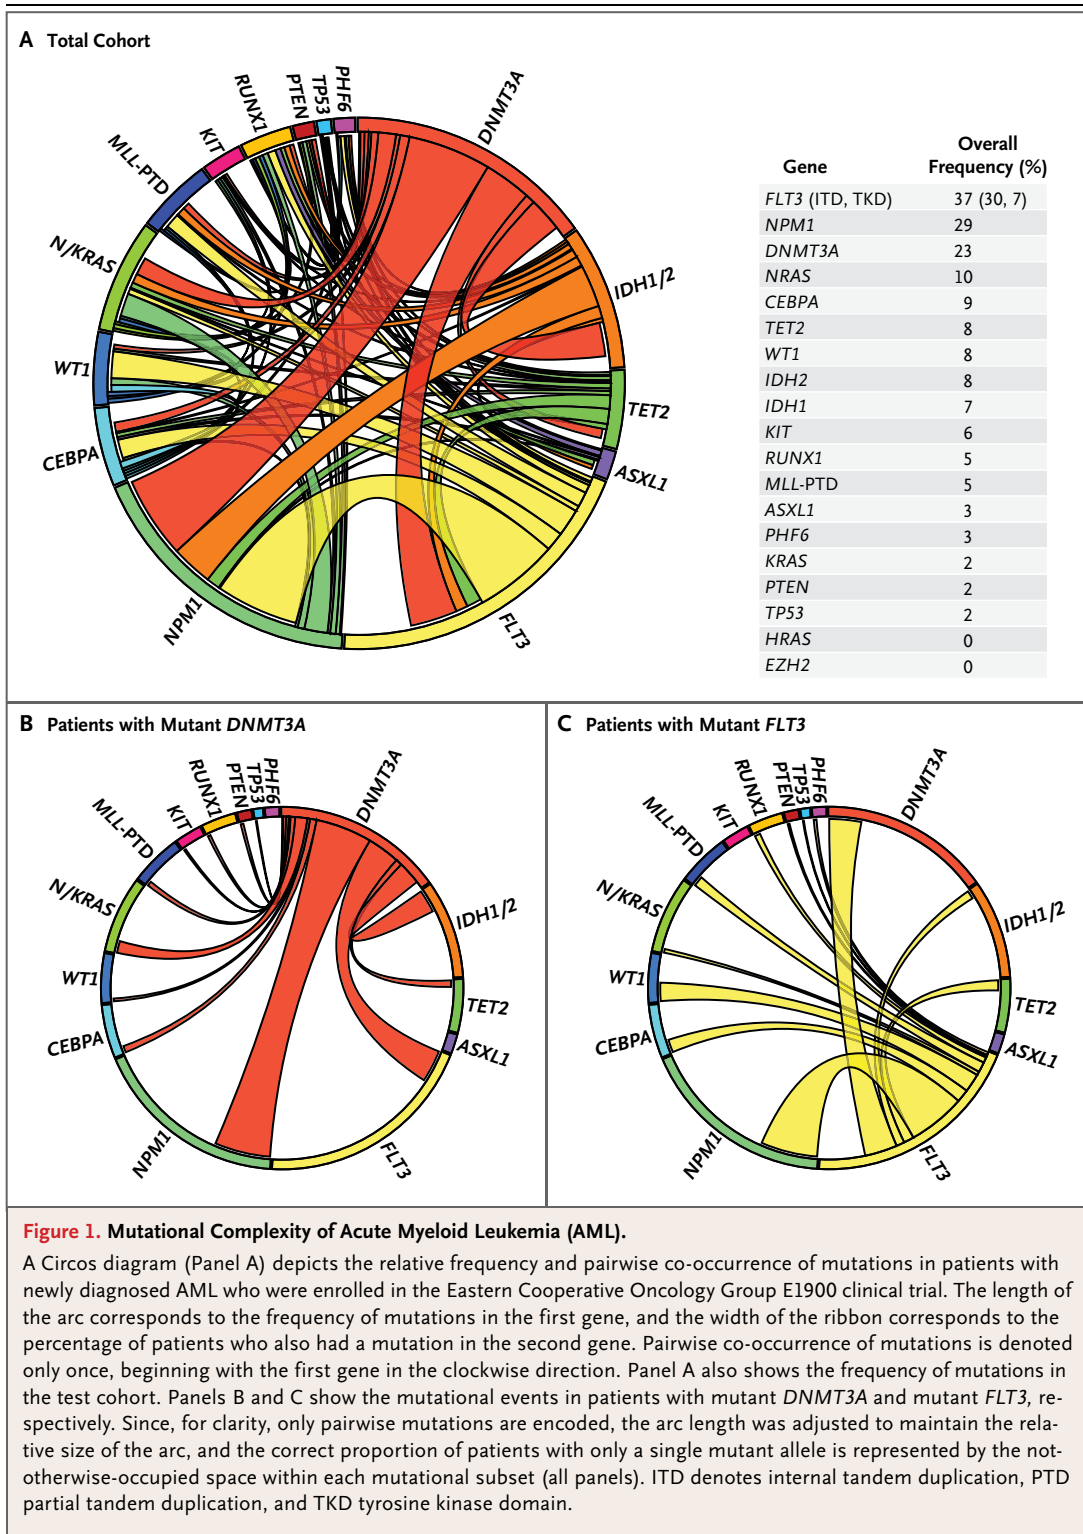 A Total Cohort
PHF6
TP53
PTEN
RUNX1
KIT
MLL-PTD
N/KRAS
WT1
CEBPA
NPM1
DNMT3A
IDH1/2
TET2
ASXL1
FLT3
Gene Overall Frequency (%)
FLT3 (ITD, TKD) 37 (30, 7)
NPM1 29
DNMT3A 23
NRAS 10
CEBPA 9
TET2 8
WT1 8
IDH2 8
IDH1 7
KIT 6
RUNX1 5
MLL-PTD 5
ASXL1 3
PHF6 3
KRAS 2
PTEN 2
TP53 2
HRAS 0
EZH2 0
B Patients with Mutant DNMT3A
PHF6
TP53
PTEN
RUNX1
KIT
MLL-PTD
N/KRAS
WT1
CEBPA
NPM1
DNMT3A
IDH1/2
TET2
ASXL1
FLT3
C Patients with Mutant FLT3
PHF6
TP53
PTEN
RUNX1
KIT
MLL-PTD
N/KRAS
WT1
CEBPA
NPM1
DNMT3A
IDH1/2
TET2
ASXL1
FLT3
Figure 1. Mutational Complexity of Acute Myeloid Leukemia (AML).
A Circos diagram (Panel A) depicts the relative frequency and pairwise co-occurrence of mutations in patients with
newly diagnosed AML who were enrolled in the Eastern Cooperative Oncology Group E1900 clinical trial. The length of
the arc corresponds to the frequency of mutations in the first gene, and the width of the ribbon corresponds to the
percentage of patients who also had a mutation in the second gene. Pairwise co-occurrence of mutations is denoted
only once, beginning with the first gene in the clockwise direction. Panel A also shows the frequency of mutations in
the test cohort. Panels B and C show the mutational events in patients with mutant DNMT3A and mutant FLT3, re-
spectively. Since, for clarity, only pairwise mutations are encoded, the arc length was adjusted to maintain the rela-
tive size of the arc, and the correct proportion of patients with only a single mutant allele is represented by the not-
otherwise-occupied space within each mutational subset (all panels). ITD denotes internal tandem duplication, PTD
partial tandem duplication, and TKD tyrosine kinase domain.